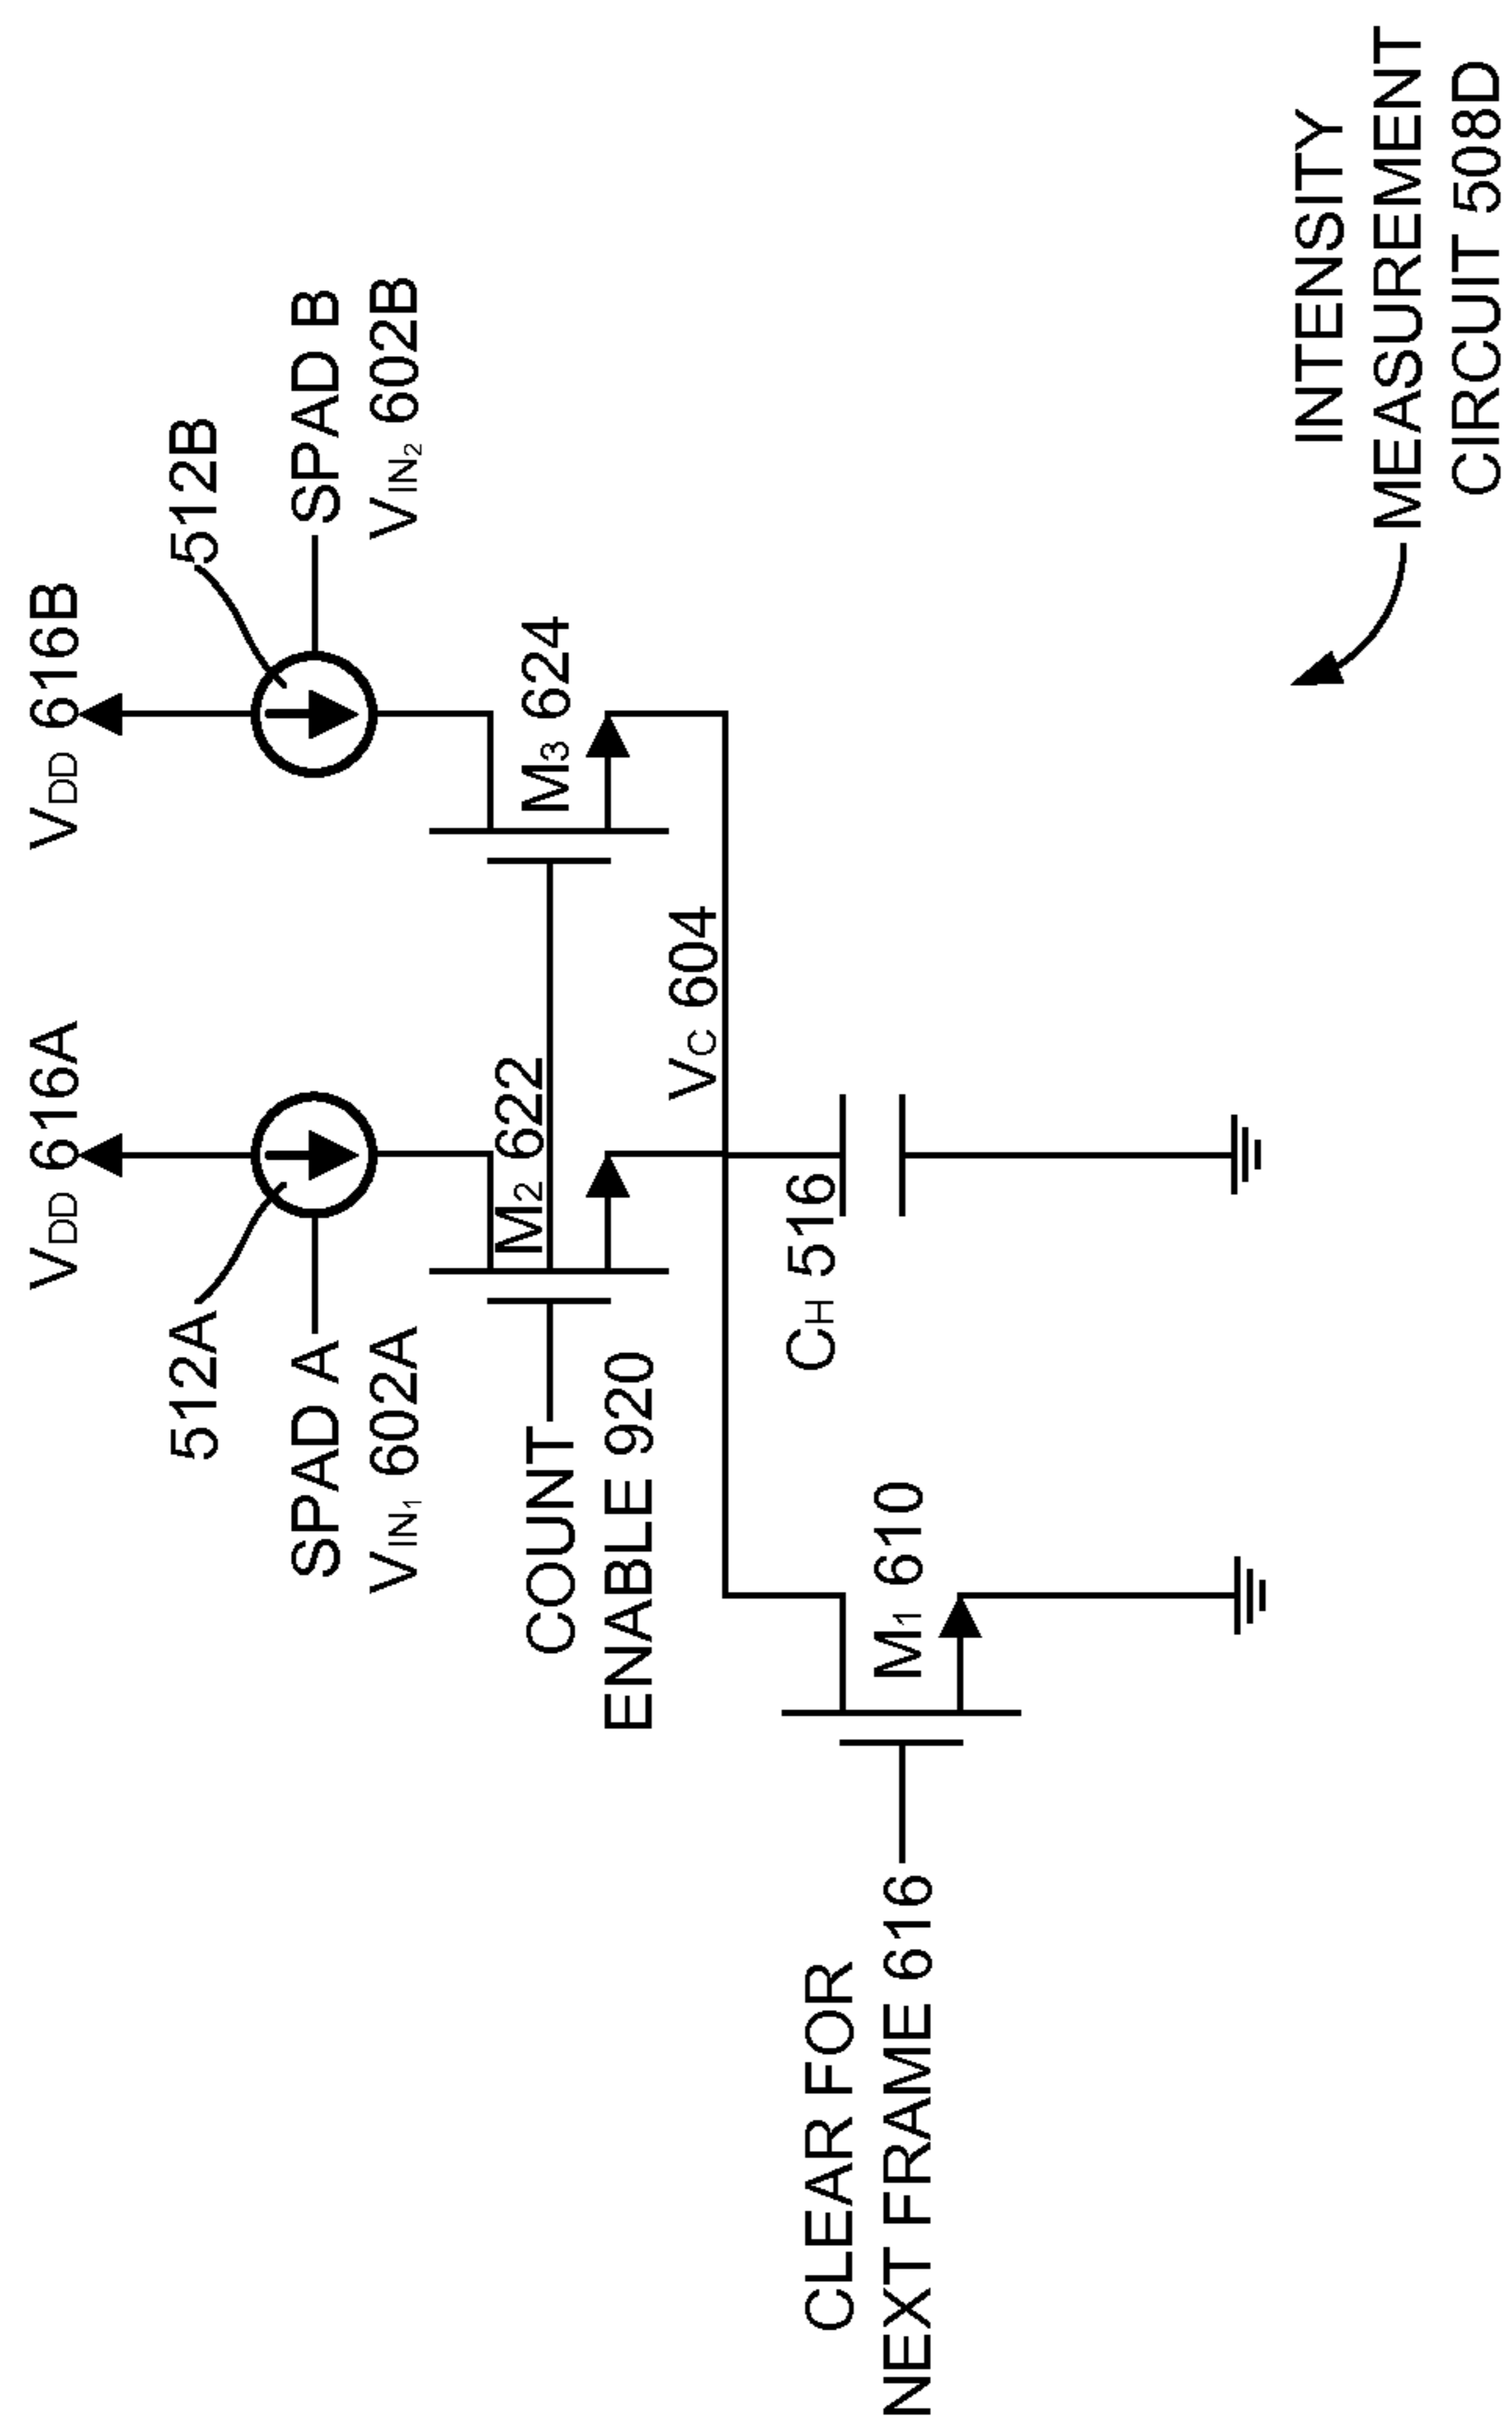 VDD 616A
VDD 616B
512A
512B
SPAD A
VIN1 602A
SPAD B
VIN2 602B
COUNT
ENABLE 920
M2 622
M3 624
VC 604
CH 516
CLEAR FOR
NEXT FRAME 616
M1 610
INTENSITY
MEASUREMENT
CIRCUIT 508D